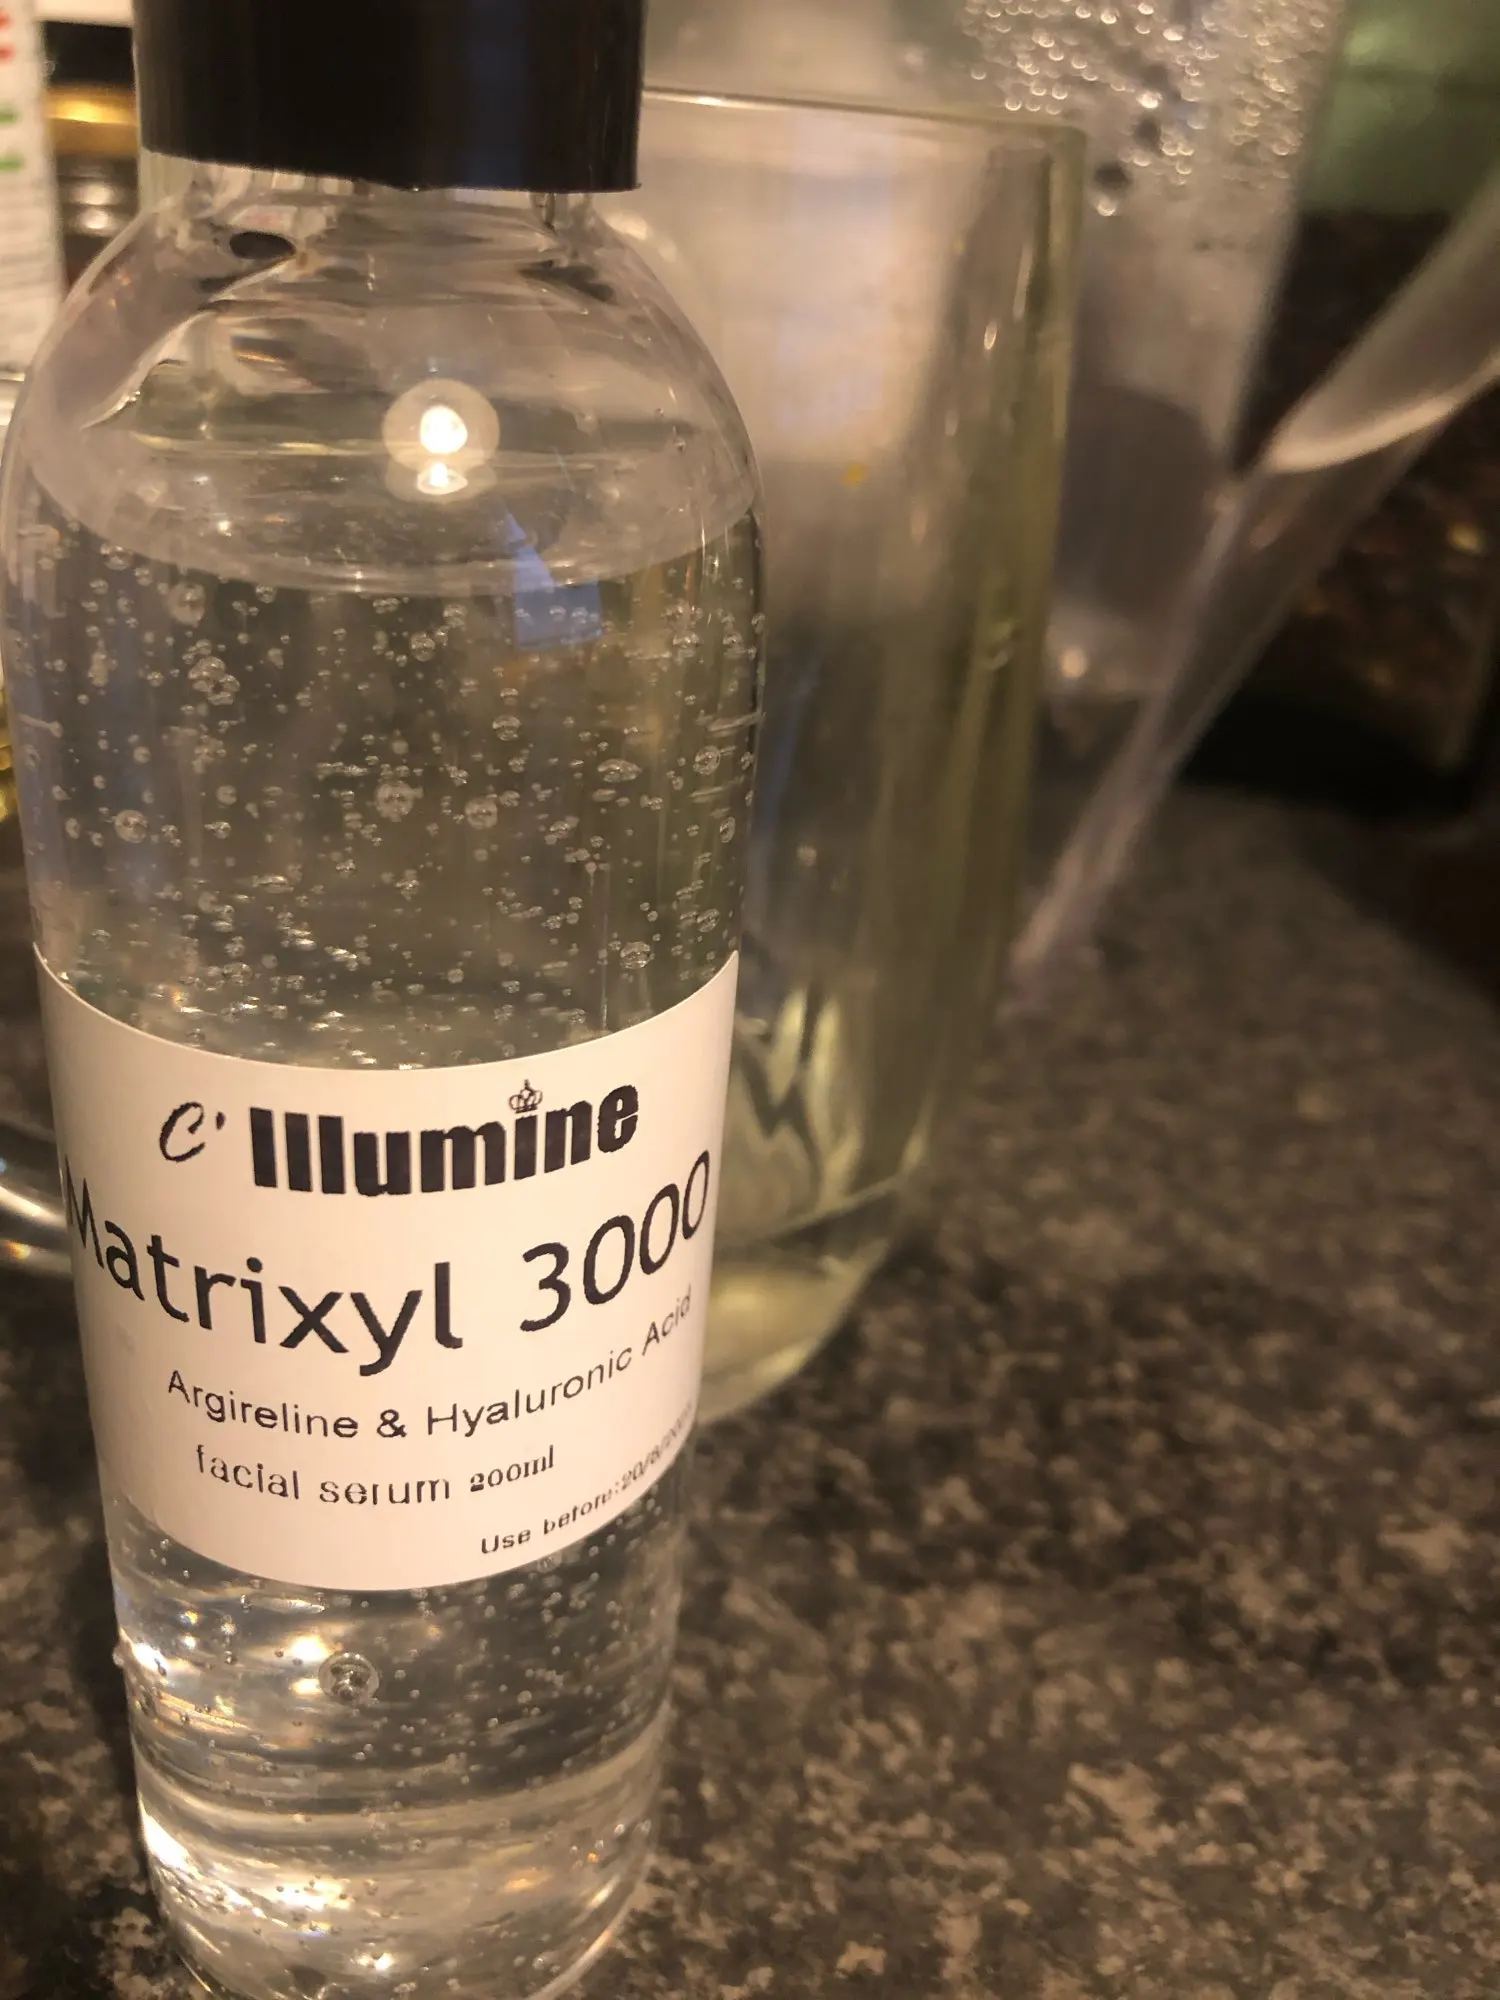 C' Illumine
Matrixyl 3000
Argireline & Hyaluronic Acid
facial serum 200ml
Use before: